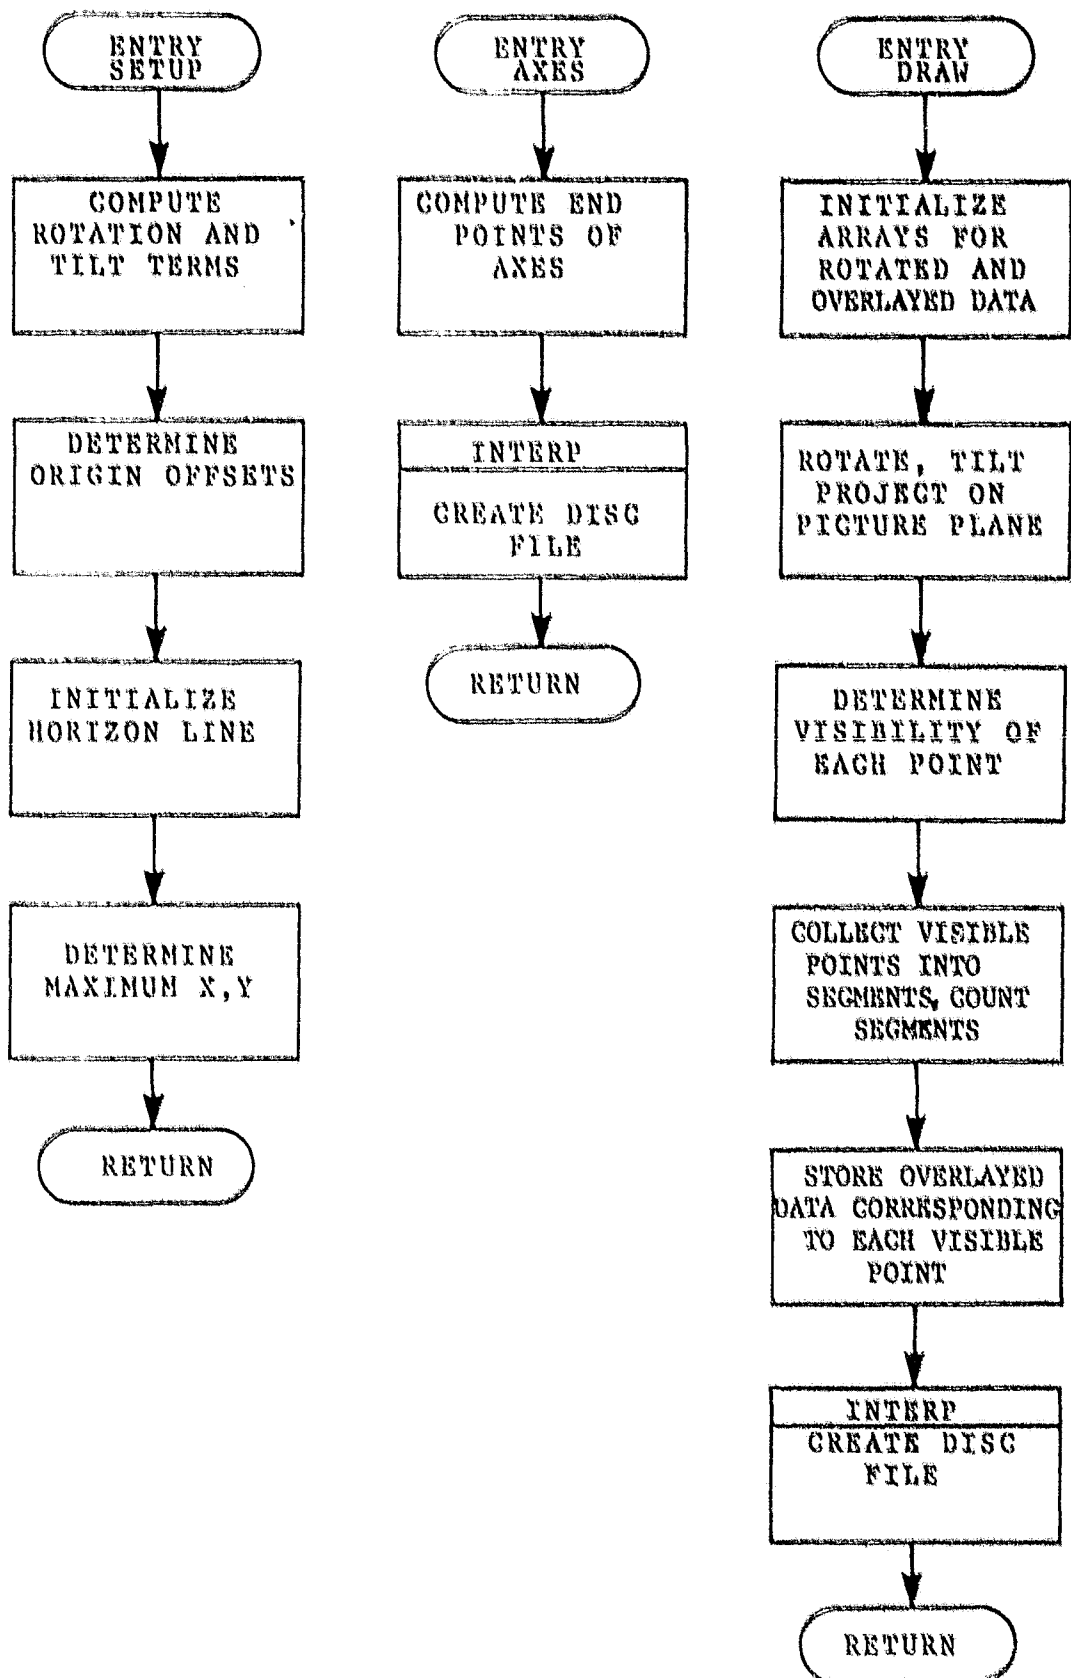 ENTRY
SETUP
COMPUTE
ROTATION AND
TILT TERMS
DETERMINE
ORIGIN OFFSETS
INITIALIZE
HORIZON LINE
DETERMINE
MAXIMUM X,Y
RETURN
ENTRY
AXES
COMPUTE END
POINTS OF
AXES
INTERP
CREATE DISC
FILE
RETURN
ENTRY
DRAW
INITIALIZE
ARRAYS FOR
ROTATED AND
OVERLAYED DATA
ROTATE, TILT
PROJECT ON
PICTURE PLANE
DETERMINE
VISIBILITY OF
EACH POINT
COLLECT VISIBLE
POINTS INTO
SEGMENTS, COUNT
SEGMENTS
STORE OVERLAYED
DATA CORRESPONDING
TO EACH VISIBLE
POINT
INTERP
CREATE DISC
FILE
RETURN